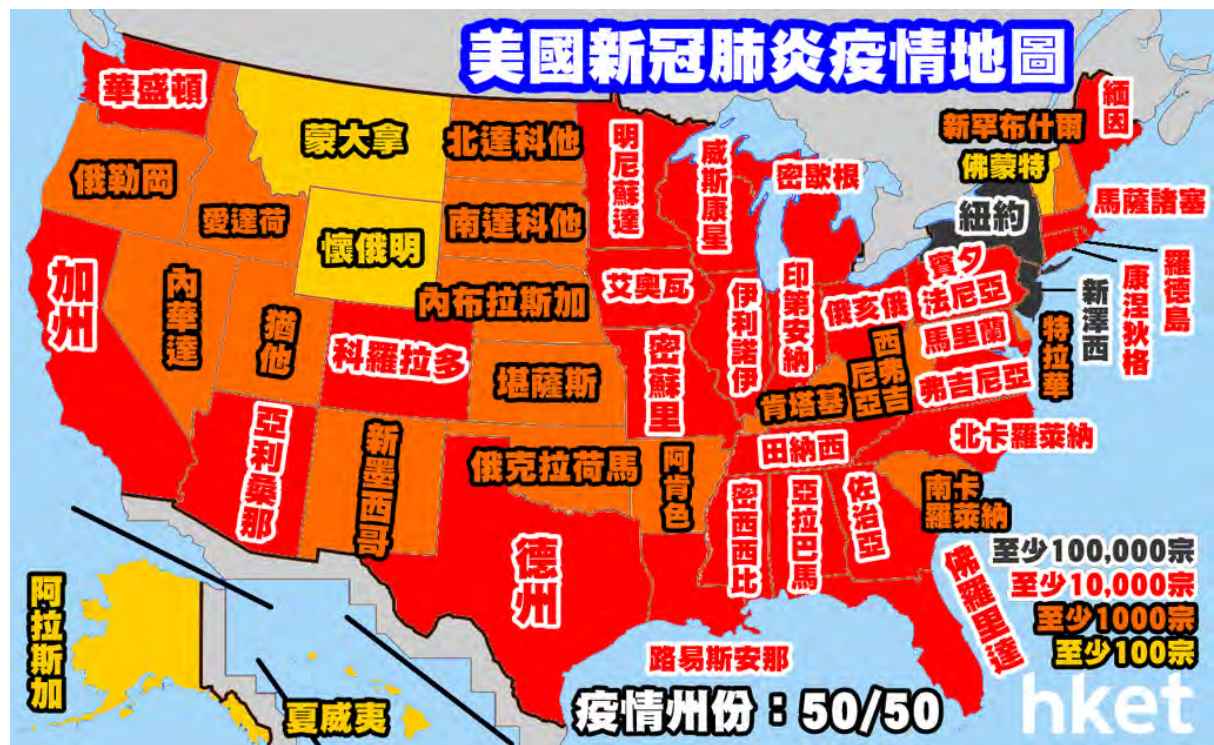 美國新冠肺炎疫情地圖
華盛頓
蒙大拿
北達科他
明尼蘇達
威斯康星
密歇根
新罕布什爾
緬因
佛蒙特
俄勒岡
愛達荷
懷俄明
南達科他
紐約
馬薩諸塞
加州
內華達
猶他
科羅拉多
內布拉斯加
艾奧瓦
伊利諾伊
印第安納
俄亥俄
賓夕
法尼亞
新澤西
康涅狄格
羅德島
堪薩斯
密蘇里
肯塔基
西
弗吉
尼亞
馬里蘭
特拉華
弗吉尼亞
亞利桑那
新墨西哥
俄克拉荷馬
阿肯色
田納西
北卡羅萊納
德州
密西西比
亞拉巴馬
佐治亞
南卡
羅萊納
路易斯安那
佛羅里達
阿拉斯加
夏威夷
至少100,000宗
至少10,000宗
至少1000宗
至少100宗
疫情州份：50/50
hket